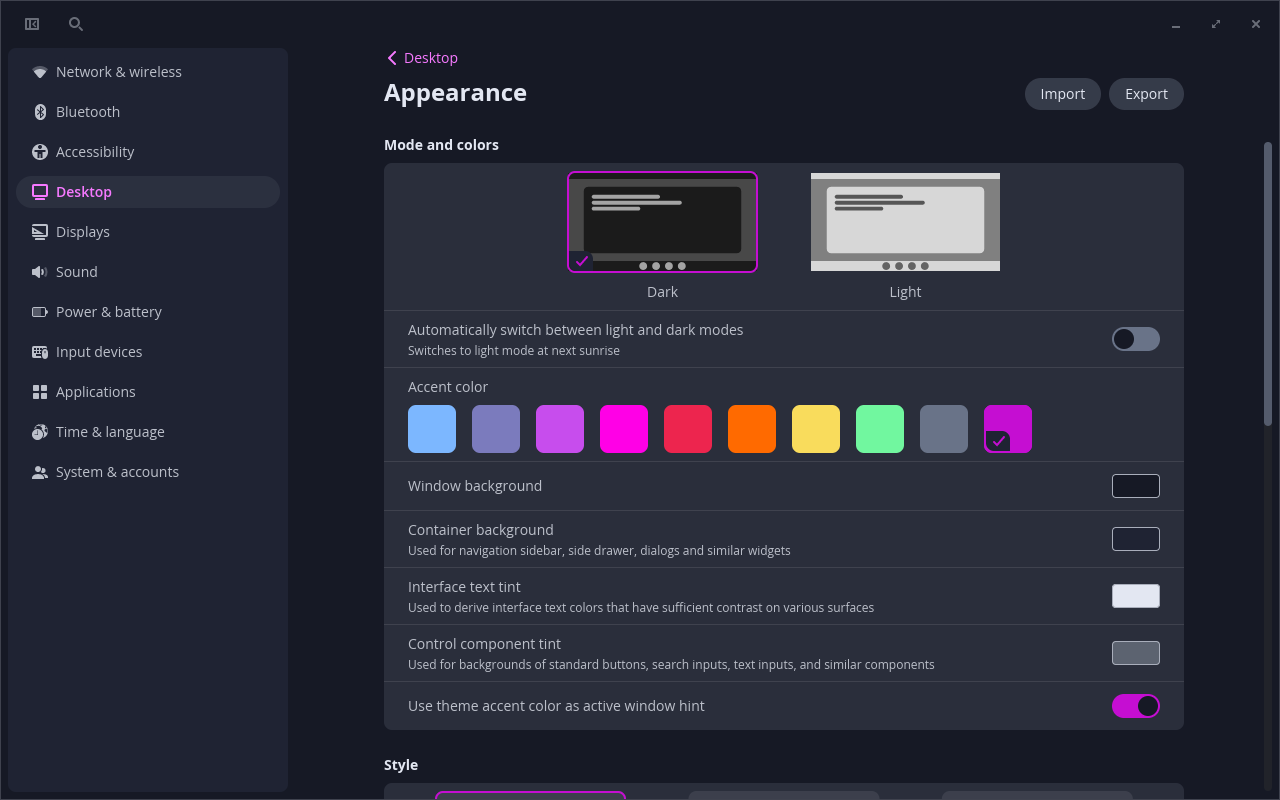 Network & wireless
Bluetooth
Accessibility
Desktop
Displays
Sound
Power & battery
Input devices
Applications
Time & language
System & accounts
Desktop
Appearance
Import
Export
Mode and colors
Dark
Light
Automatically switch between light and dark modes
Switches to light mode at next sunrise
Accent color
Window background
Container background
Used for navigation sidebar, side drawer, dialogs and similar widgets
Interface text tint
Used to derive interface text colors that have sufficient contrast on various surfaces
Control component tint
Used for backgrounds of standard buttons, search inputs, text inputs, and similar components
Use theme accent color as active window hint
Style